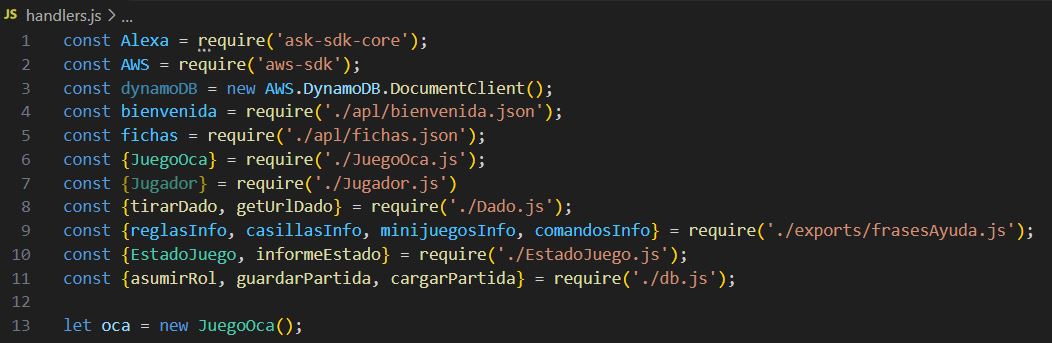 JS handlers.js > ...
1 const Alexa = require('ask-sdk-core');
2 const AWS = require('aws-sdk');
3 const dynamoDB = new AWS.DynamoDB.DocumentClient();
4 const bienvenida = require('./apl/bienvenida.json');
5 const fichas = require('./apl/fichas.json');
6 const {JuegoOca} = require('./JuegoOca.js');
7 const {Jugador} = require('./Jugador.js')
8 const {tirarDado, getUrlDado} = require('./Dado.js');
9 const {reglasInfo, casillasInfo, minijuegosInfo, comandosInfo} = require('./exports/frasesAyuda.js');
10 const {EstadoJuego, informeEstado} = require('./EstadoJuego.js');
11 const {asumirRol, guardarPartida, cargarPartida} = require('./db.js');
12
13 let oca = new JuegoOca();